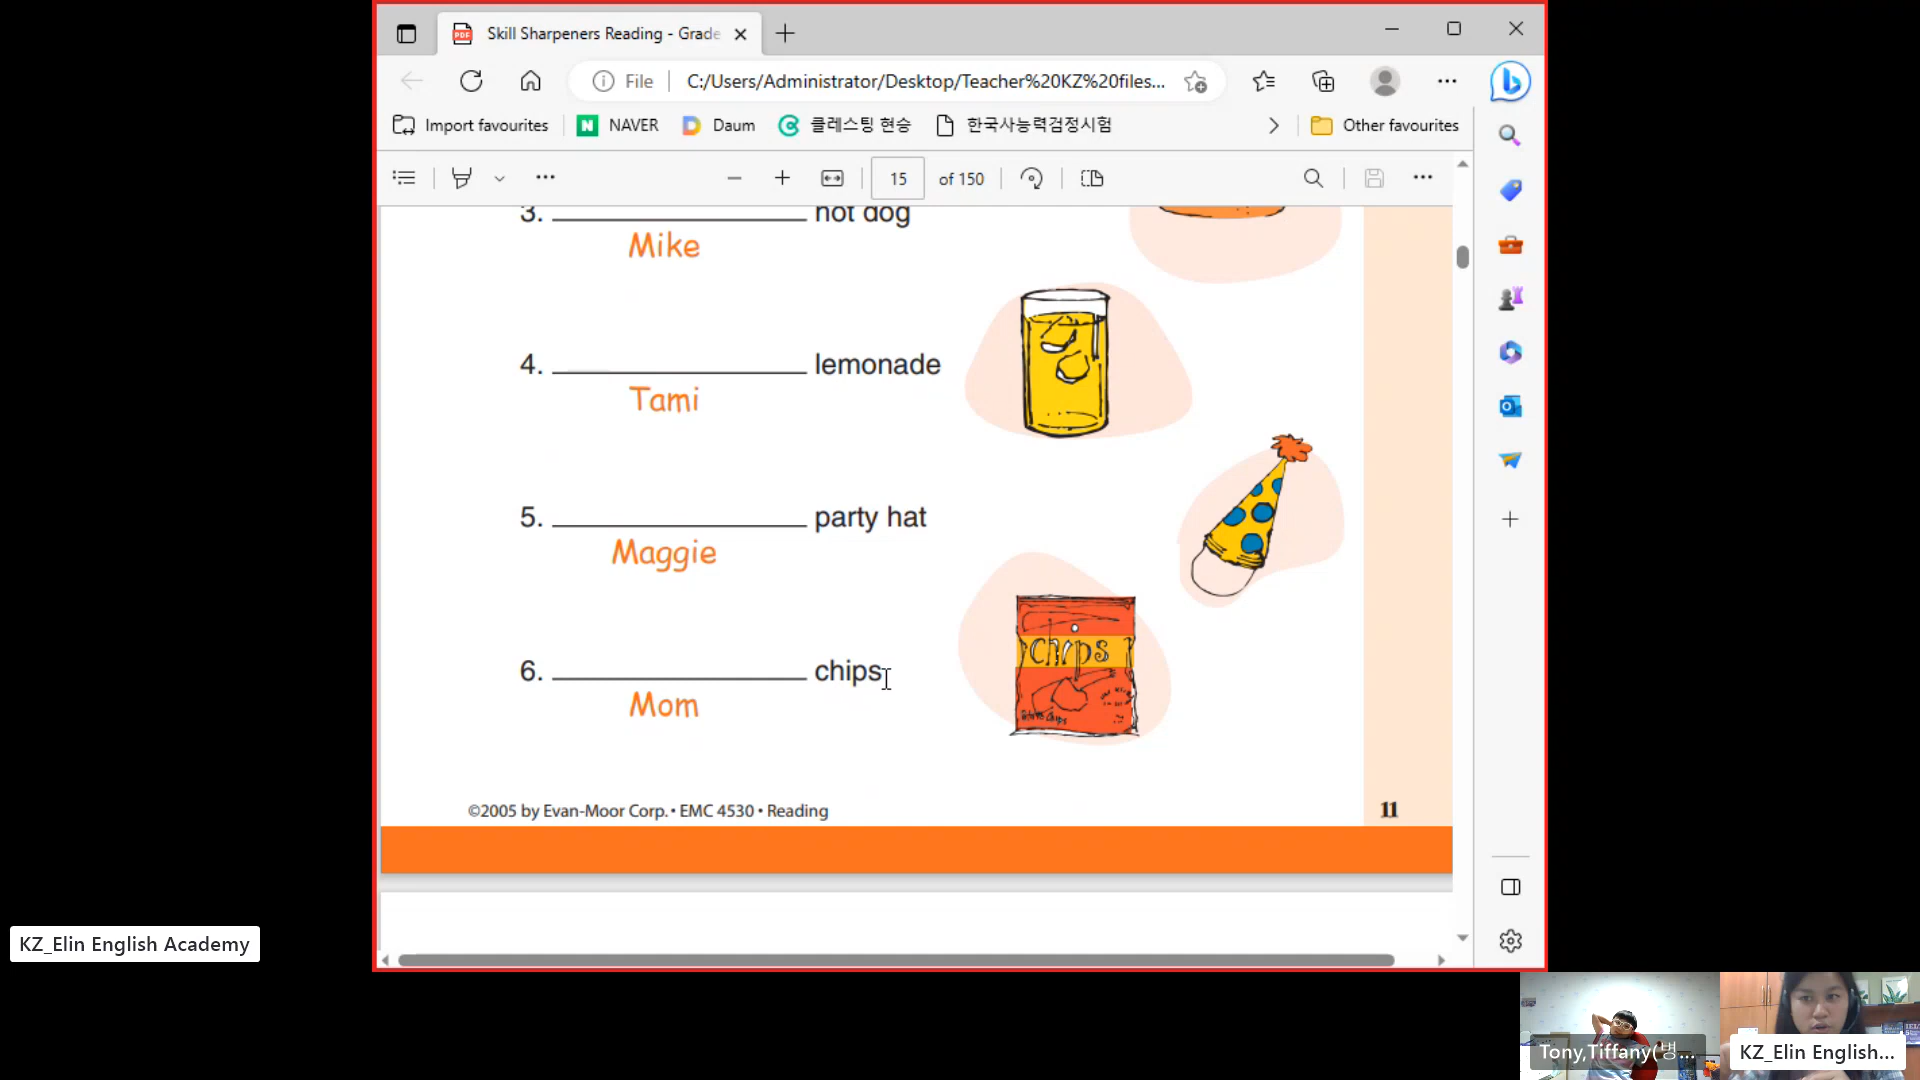 Skill Sharpeners Reading - Grade
File
C:/Users/Administrator/Desktop/Teacher%20KZ%20files...
Import favourites
NAVER
Daum
클래스팅 현승
한국사능력검정시험
Other favourites
15 of 150
3. hot dog
Mike
4. lemonade
Tami
5. party hat
Maggie
Chips
6. chips
Mom
©2005 by Evan-Moor Corp. • EMC 4530 • Reading
11
KZ_Elin English Academy
Tony,Tiffany(병...
KZ_Elin English...